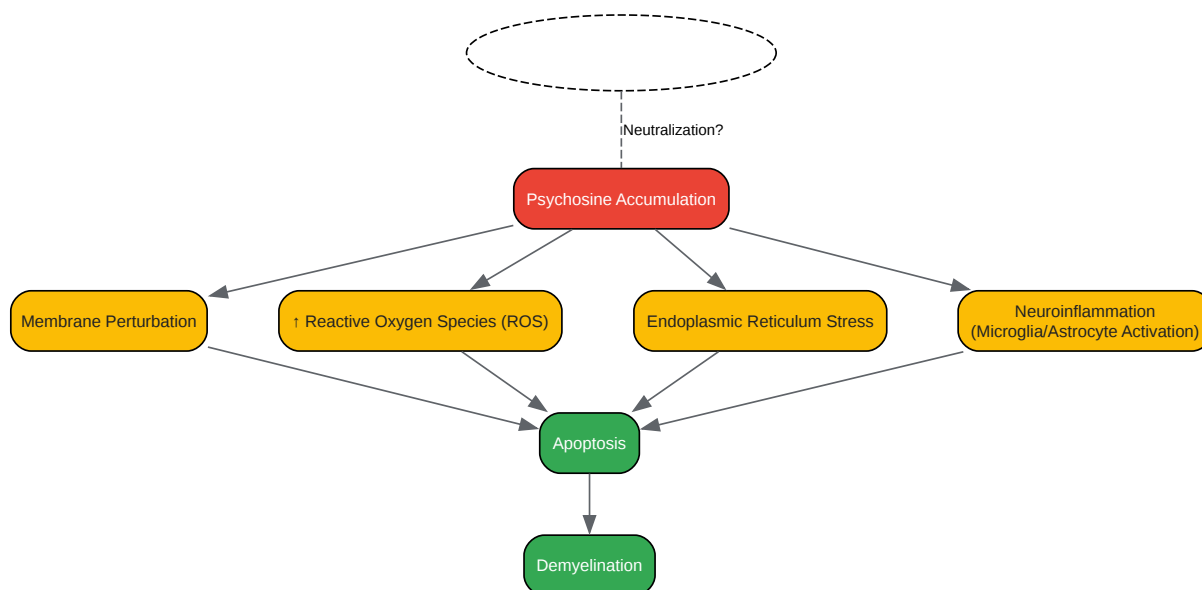 Neutralization?
Psychosine Accumulation
Membrane Perturbation
↑ Reactive Oxygen Species (ROS)
Endoplasmic Reticulum Stress
Neuroinflammation
(Microglia/Astrocyte Activation)
Apoptosis
Demyelination